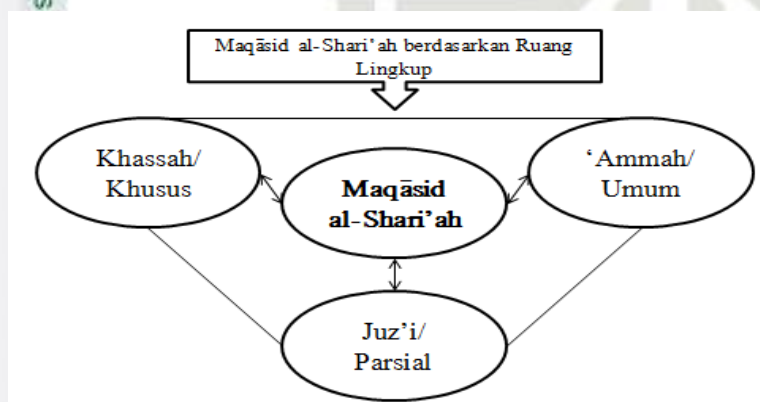 Maqāsid al-Shari'ah berdasarkan Ruang
Lingkup
Khassah/
Khusus
‘Ammah/
Umum
Maqāsid
al-Shari'ah
Juz'i/
Parsial